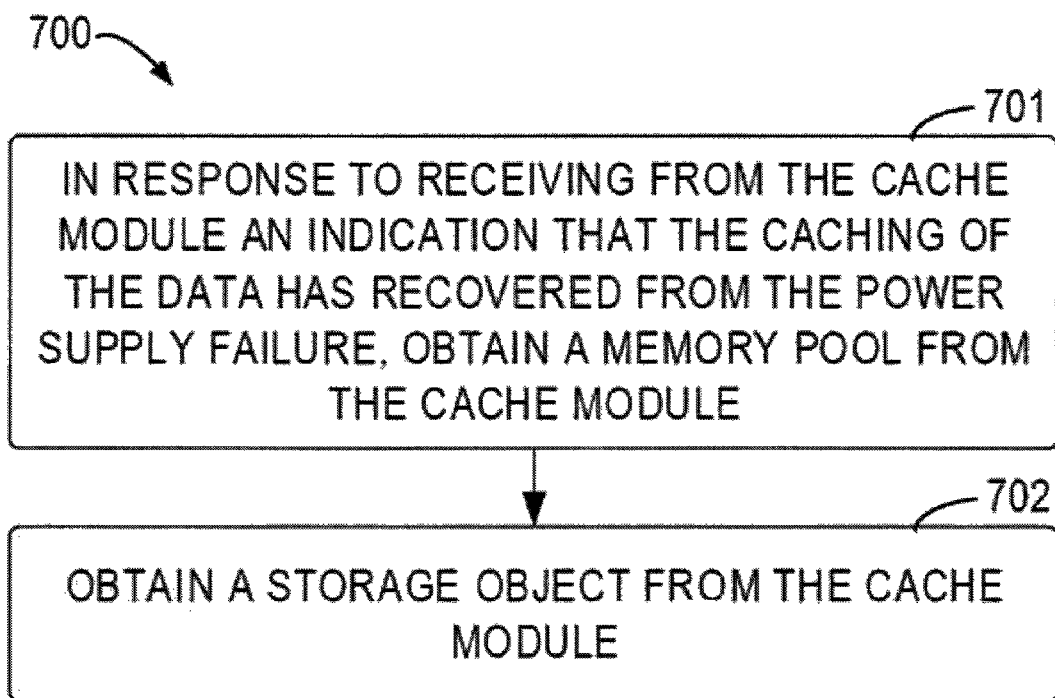 700
701
IN RESPONSE TO RECEIVING FROM THE CACHE
MODULE AN INDICATION THAT THE CACHING OF
THE DATA HAS RECOVERED FROM THE POWER
SUPPLY FAILURE, OBTAIN A MEMORY POOL FROM
THE CACHE MODULE
702
OBTAIN A STORAGE OBJECT FROM THE CACHE
MODULE